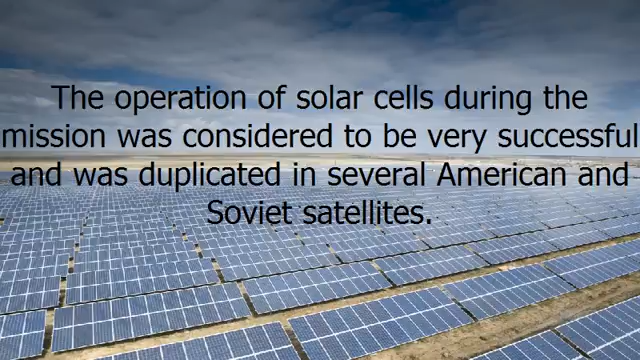 The operation of solar cells during the
mission was considered to be very successful
and was duplicated in several American and
Soviet satellites.